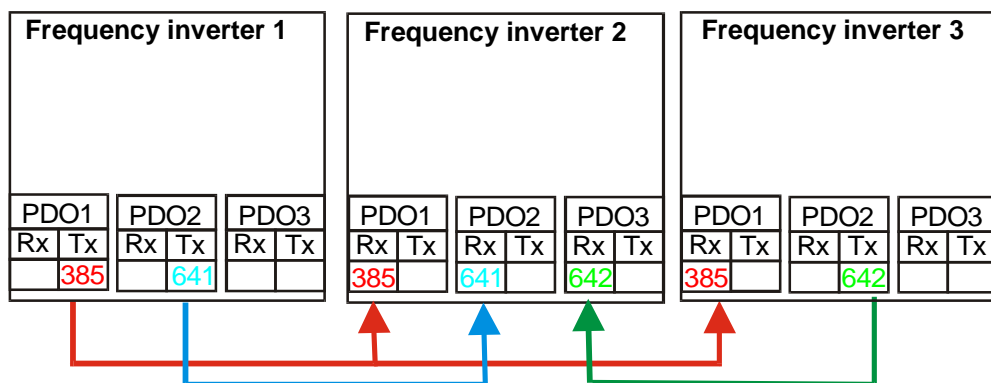 Frequency inverter 1 Frequency inverter 2 Frequency inverter 3
PDO1 PDO2 PDO3 PDO1 PDO2 PDO3 PDO1 PDO2 PDO3
Rx Tx Rx Tx Rx Tx Rx Tx Rx Tx Rx Tx Rx Tx Rx Tx Rx Tx
385 641 385 641 642 385 642